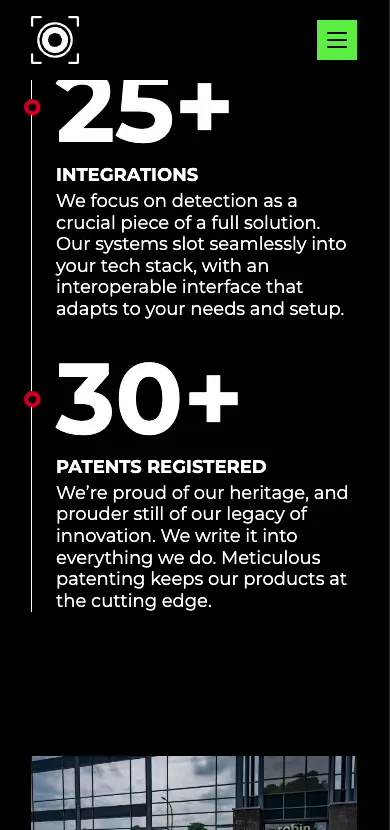 25+
INTEGRATIONS
We focus on detection as a
crucial piece of a full solution.
Our systems slot seamlessly into
your tech stack, with an
interoperable interface that
adapts to your needs and setup.
30+
PATENTS REGISTERED
We’re proud of our heritage, and
prouder still of our legacy of
innovation. We write it into
everything we do. Meticulous
patenting keeps our products at
the cutting edge.
robin